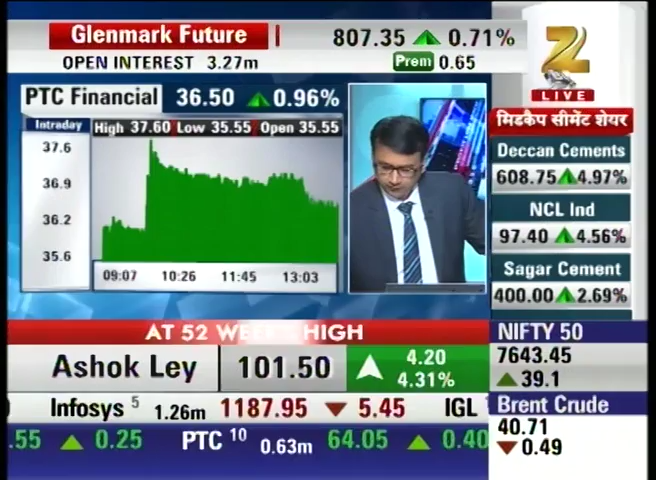 Glenmark Future
807.35 0.71%
OPEN INTEREST 3.27m
Prem 0.65
LIVE
PTC Financial 36.50 0.96%
Intraday
High 37.60 Low 35.55 Open 35.55
37.6
36.9
36.2
35.6
09:07 10:26 11:45 13:03
मिडकैप सीमेंट शेयर
Deccan Cements
608.75 4.97%
NCL Ind
97.40 4.56%
Sagar Cement
400.00 2.69%
AT 52 WEEK HIGH
Ashok Ley 101.50 4.20
4.31%
NIFTY 50
7643.45
39.1
Brent Crude
40.71
0.49
Infosys 5 1.26m 1187.95 5.45 IGL
.55 0.25 PTC 10 0.63m 64.05 0.40